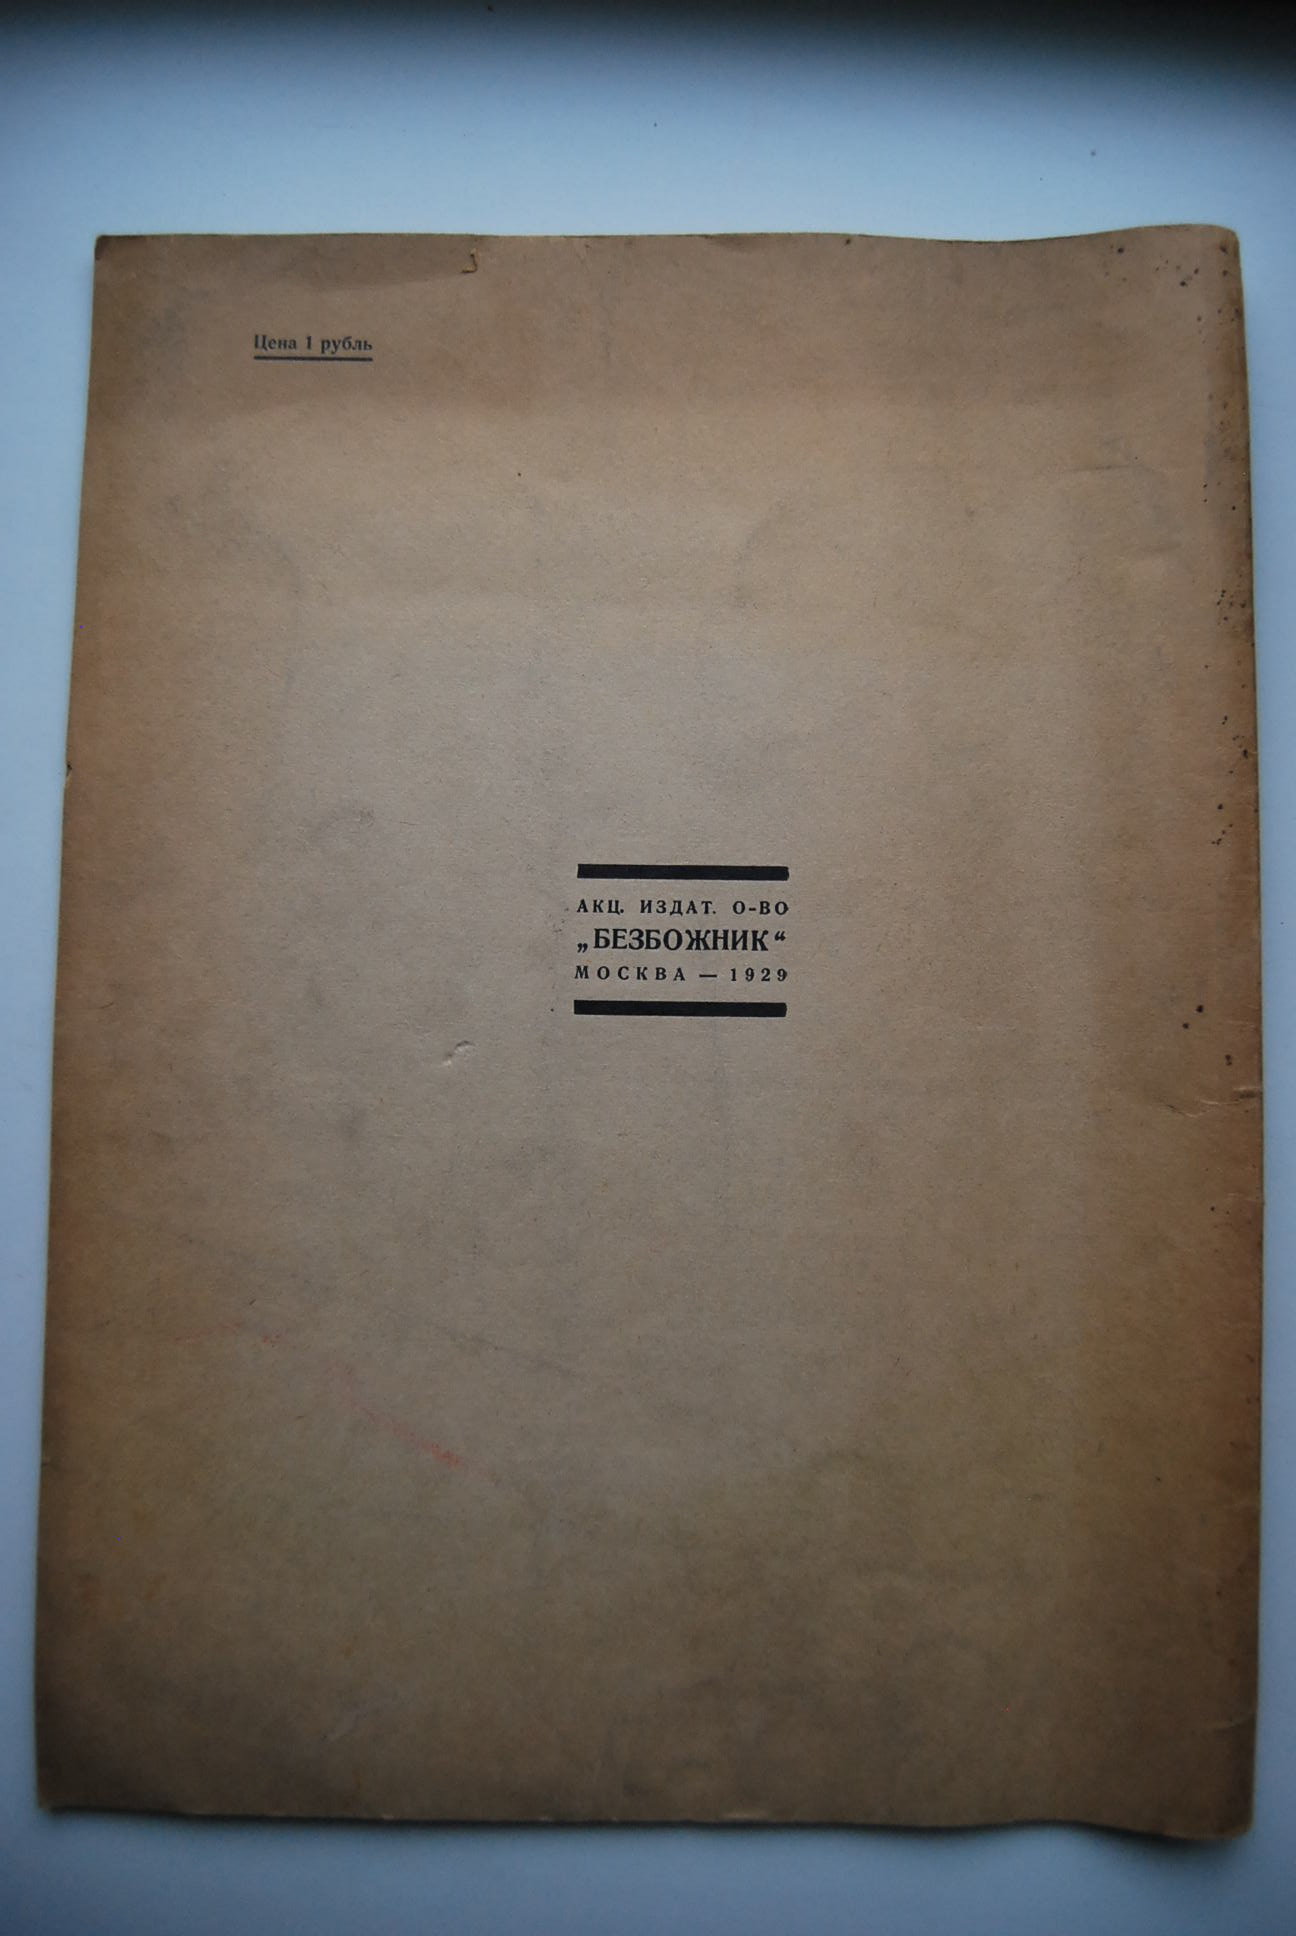 Цена 1 рубль
АКЦ. ИЗДАТ. О-ВО
„БЕЗБОЖНИК“
МОСКВА — 1929